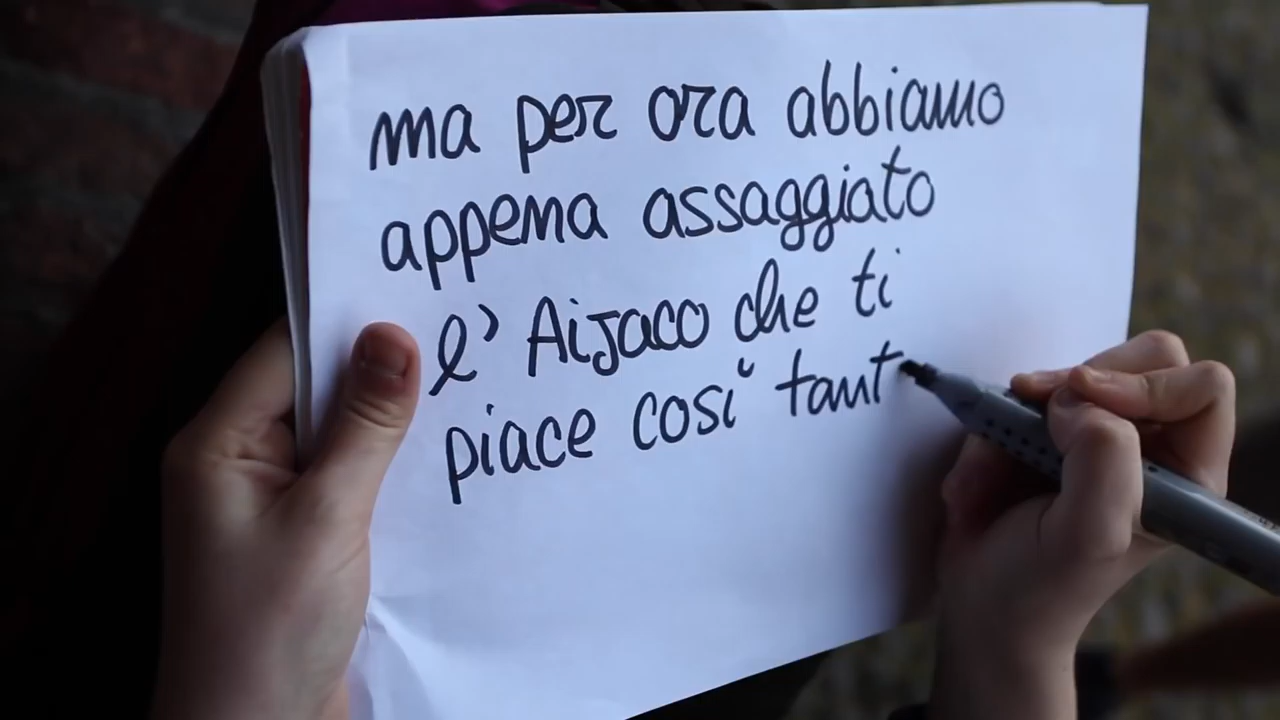 ma per ora abbiamo
appena assaggiato
l'Aijaco che ti
piace così tant